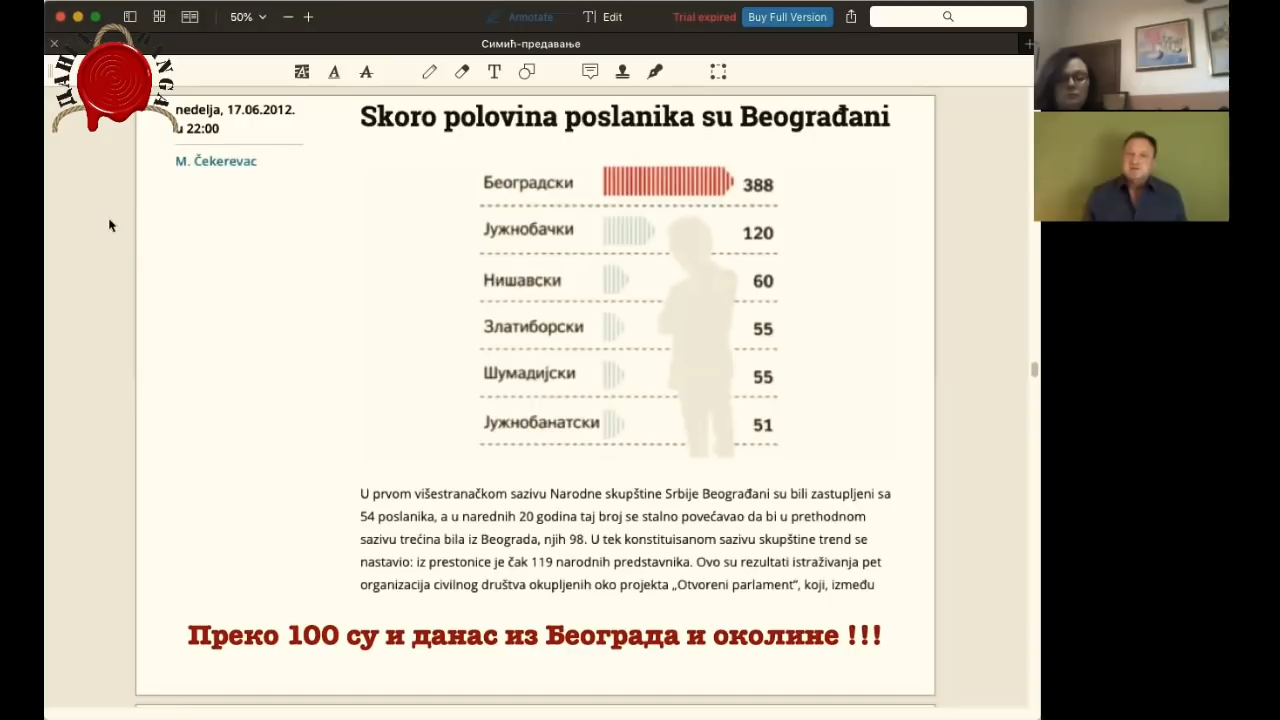 50%
Annotate
Edit
Trial expired
Buy Full Version
Симић-предавање
nedelja, 17.06.2012.
u 22:00
M. Čekerevac
Skoro polovina poslanika su Beograđani
Београдски 388
Јужнобачки 120
Нишавски 60
Златиборски 55
Шумадијски 55
Јужнобанатски 51
U prvom višestranačkom sazivu Narodne skupštine Srbije Beograđani su bili zastupljeni sa
54 poslanika, a u narednih 20 godina taj broj se stalno povećavao da bi u prethodnom
sazivu trećina bila iz Beograda, njih 98. U tek konstituisanom sazivu skupštine trend se
nastavio: iz prestonice je čak 119 narodnih predstavnika. Ovo su rezultati istraživanja pet
organizacija civilnog društva okupljenih oko projekta „Otvoreni parlament“, koji, između
Преко 100 су и данас из Београда и околине !!!